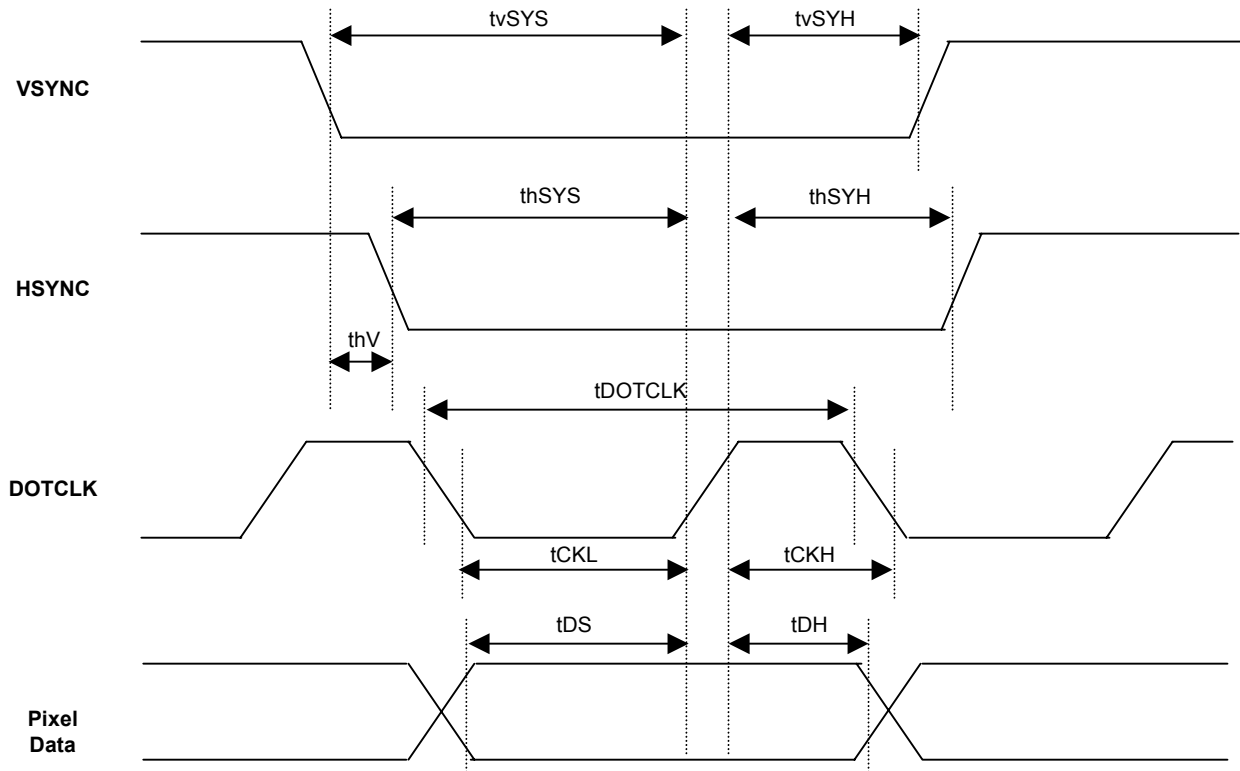 tvSYS
tvSYH
VSYNC
thSYS
thSYH
HSYNC
thV
tDOTCLK
DOTCLK
tCKL
tCKH
tDS
tDH
Pixel
Data